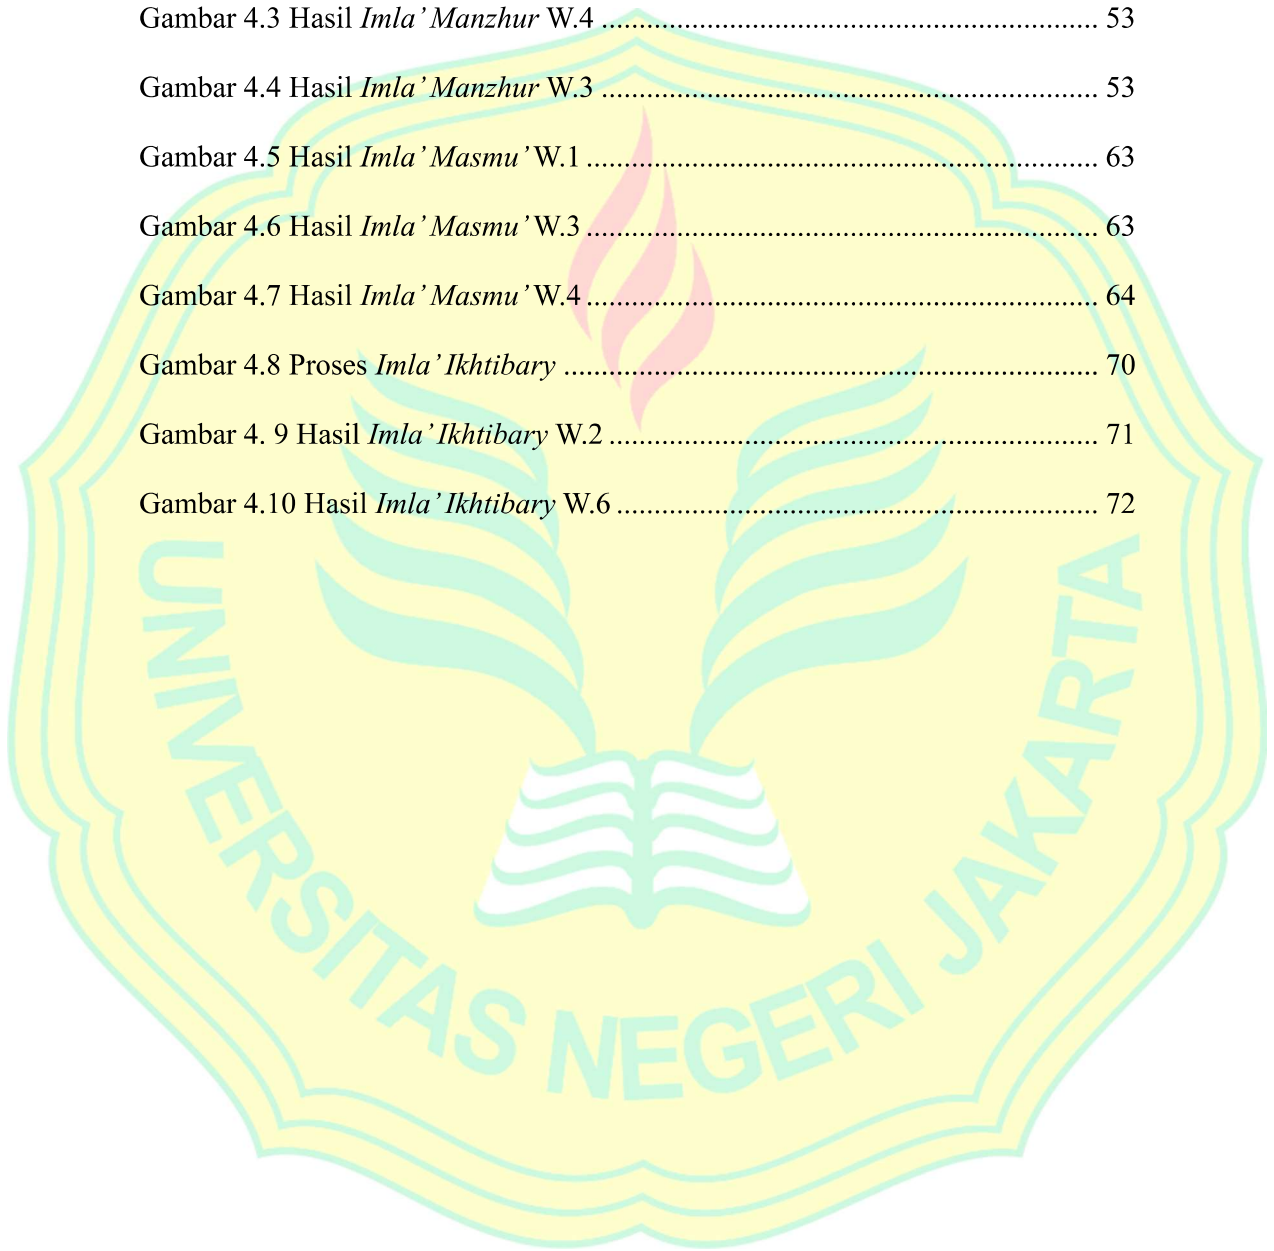 Gambar 4.3 Hasil Imla’ Manzhur W.4 .................................................................. 53
Gambar 4.4 Hasil Imla’ Manzhur W.3 .................................................................. 53
Gambar 4.5 Hasil Imla’ Masmu’ W.1 .................................................................... 63
Gambar 4.6 Hasil Imla’ Masmu’ W.3 .................................................................... 63
Gambar 4.7 Hasil Imla’ Masmu’ W.4 .................................................................... 64
Gambar 4.8 Proses Imla’ Ikhtibary ....................................................................... 70
Gambar 4. 9 Hasil Imla’ Ikhtibary W.2 ................................................................. 71
Gambar 4.10 Hasil Imla’ Ikhtibary W.6 ................................................................ 72
UNIVERSITAS NEGERI JAKARTA